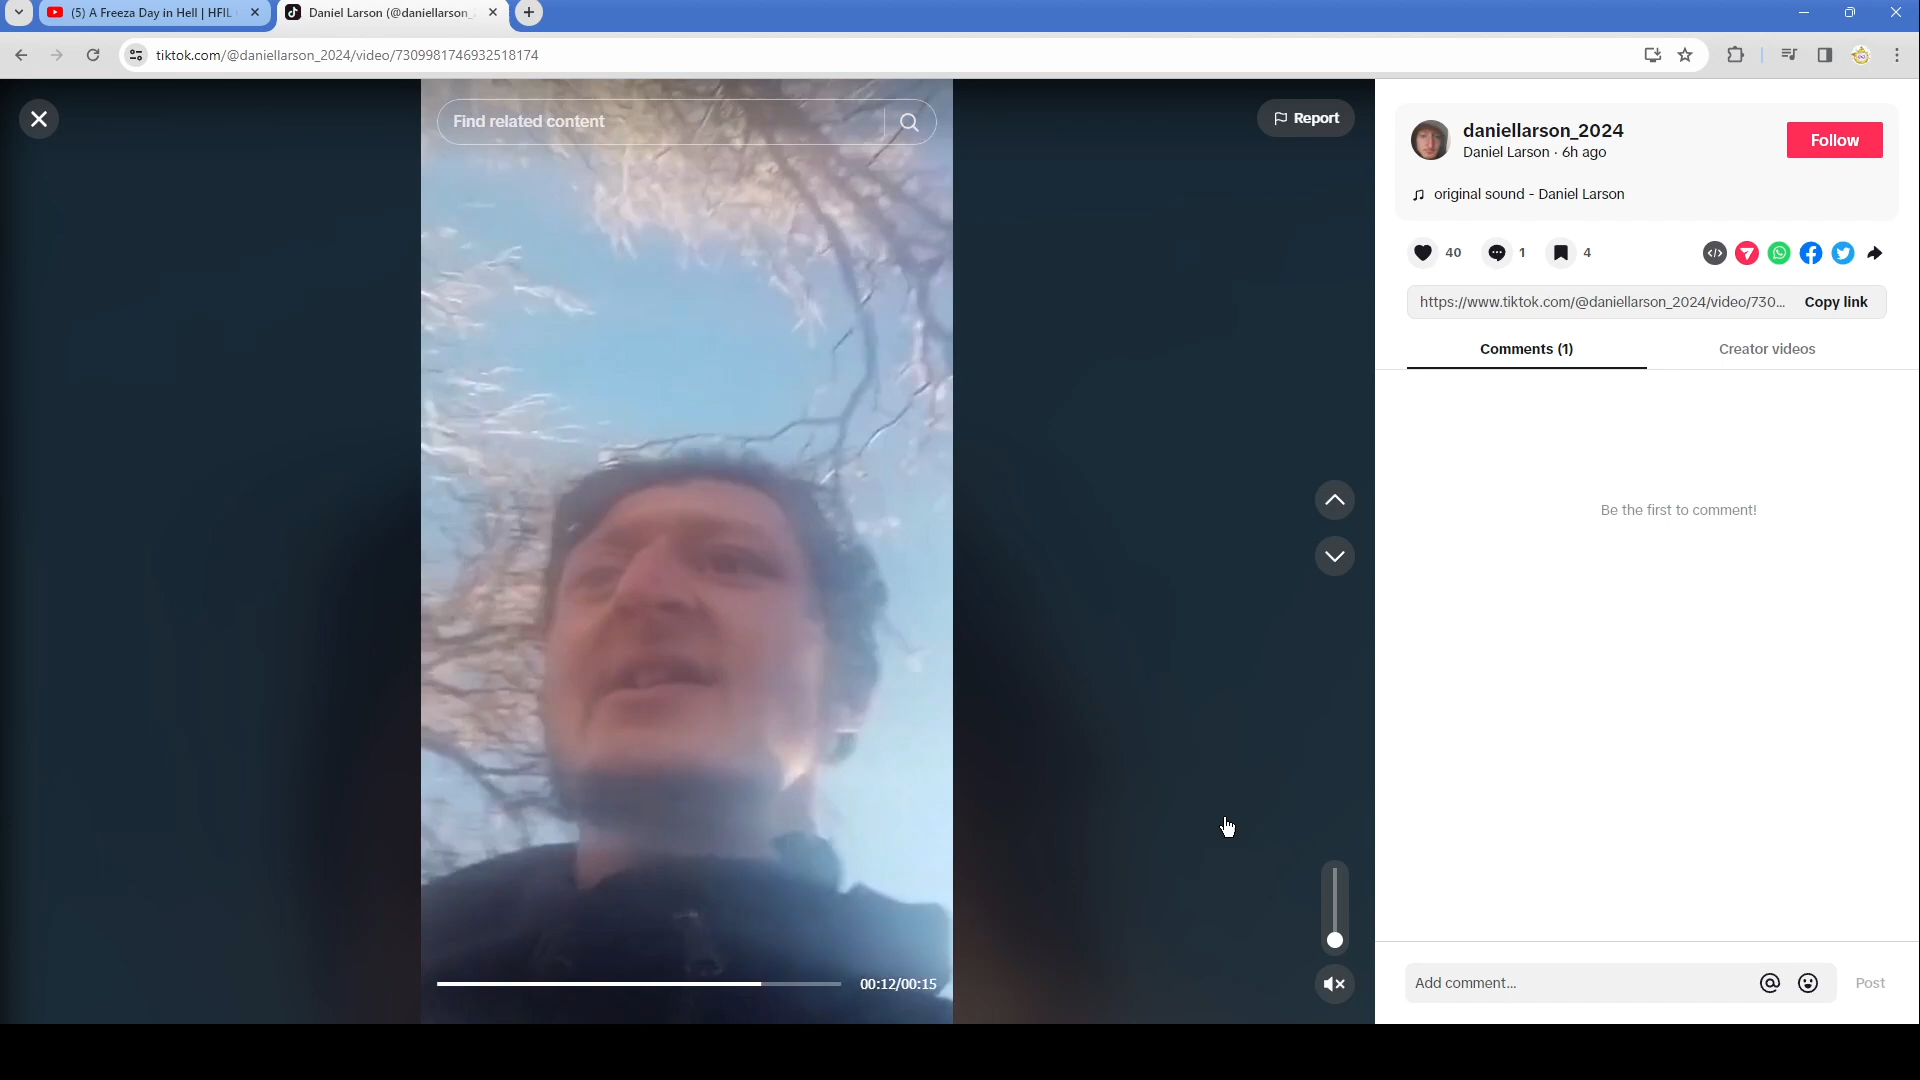 (5) A Freeza Day in Hell | HFIL
Daniel Larson (@daniellarson_
tiktok.com/@daniellarson_2024/video/7309981746932518174
Find related content
Report
daniellarson_2024
Daniel Larson · 6h ago
Follow
original sound - Daniel Larson
40
1
4
https://www.tiktok.com/@daniellarson_2024/video/730...
Copy link
Comments (1)
Creator videos
Be the first to comment!
00:12/00:15
Add comment...
Post